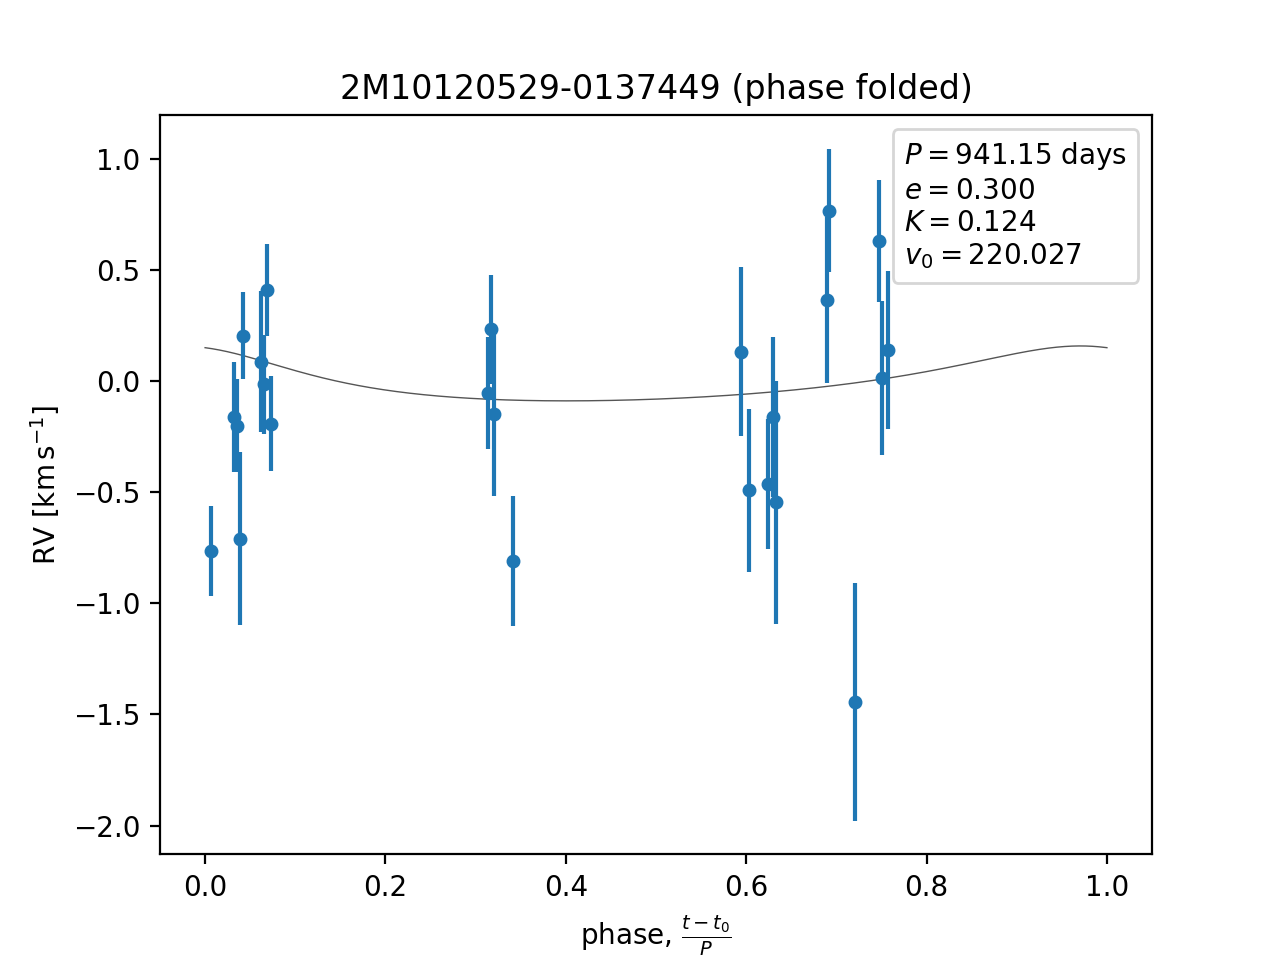 2M10120529-0137449 (phase folded)
P = 941.15 days
e = 0.300
K = 0.124
v₀ = 220.027
1.0
0.5
0.0
−0.5
−1.0
−1.5
−2.0
RV [km s⁻¹]
0.0 0.2 0.4 0.6 0.8 1.0
phase, (t − t₀)/P